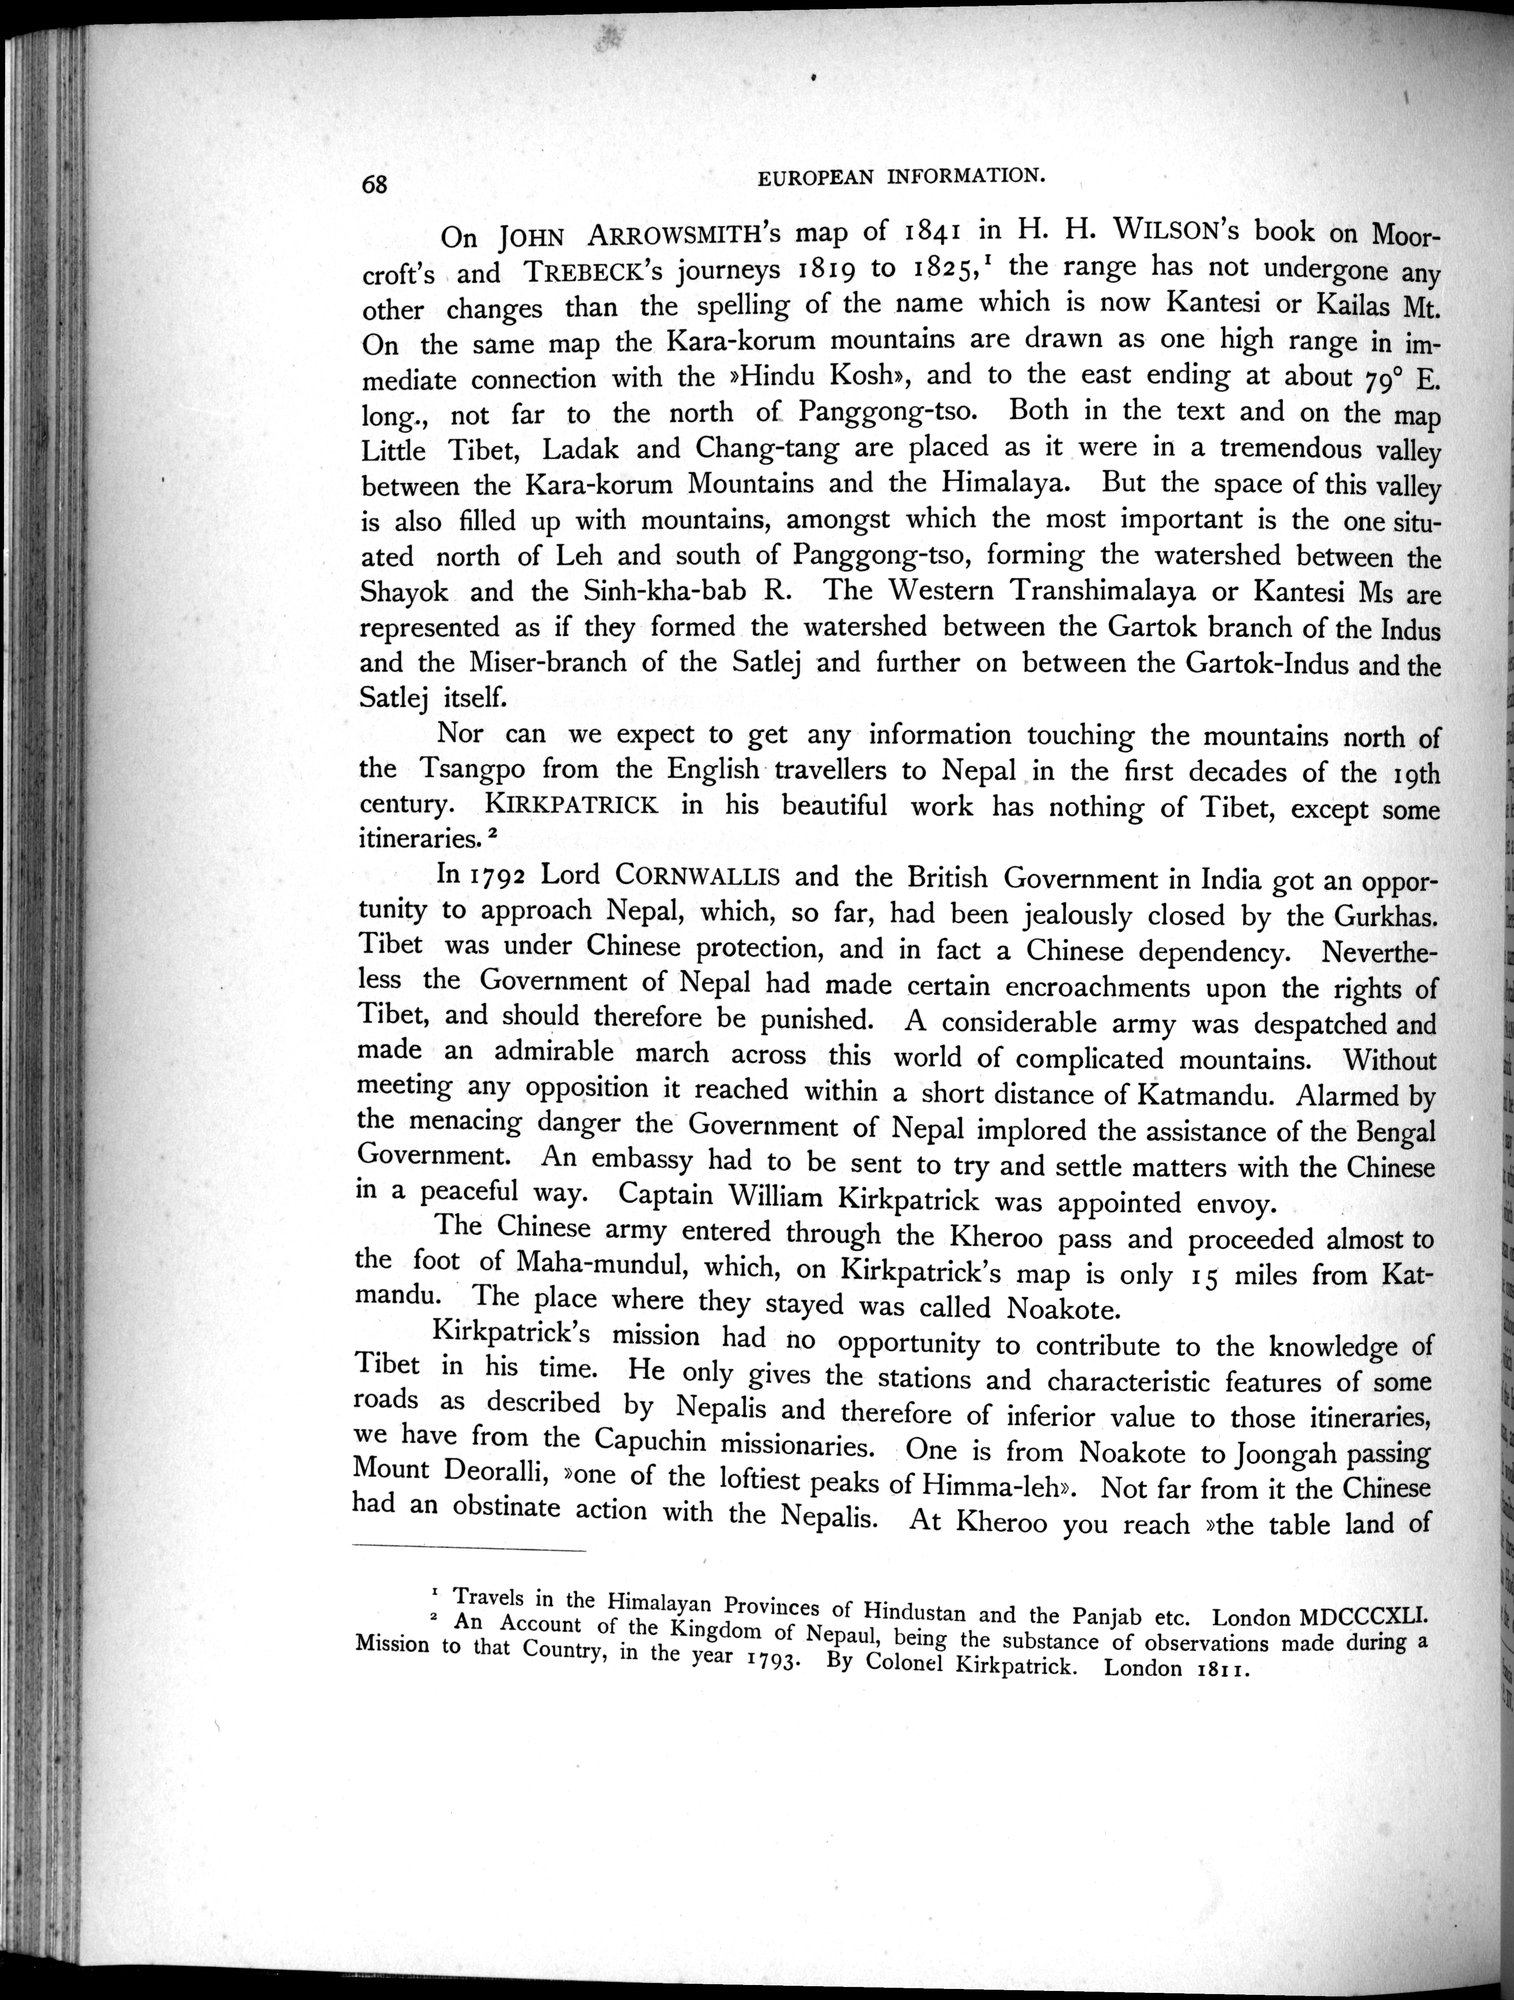 68
EUROPEAN INFORMATION.
On JOHN ARROWSMITH's map of 1841 in H. H. WILSON's book on Moor-
croft's and TREBECK's journeys 1819 to 1825,¹ the range has not undergone any
other changes than the spelling of the name which is now Kantesi or Kailas Mt.
On the same map the Kara-korum mountains are drawn as one high range in im-
mediate connection with the »Hindu Kosh», and to the east ending at about 79° E.
long., not far to the north of Panggong-tso. Both in the text and on the map
Little Tibet, Ladak and Chang-tang are placed as it were in a tremendous valley
between the Kara-korum Mountains and the Himalaya. But the space of this valley
is also filled up with mountains, amongst which the most important is the one situ-
ated north of Leh and south of Panggong-tso, forming the watershed between the
Shayok and the Sinh-kha-bab R. The Western Transhimalaya or Kantesi Ms are
represented as if they formed the watershed between the Gartok branch of the Indus
and the Miser-branch of the Satlej and further on between the Gartok-Indus and the
Satlej itself.
Nor can we expect to get any information touching the mountains north of
the Tsangpo from the English travellers to Nepal in the first decades of the 19th
century. KIRKPATRICK in his beautiful work has nothing of Tibet, except some
itineraries.²
In 1792 Lord CORNWALLIS and the British Government in India got an oppor-
tunity to approach Nepal, which, so far, had been jealously closed by the Gurkhas.
Tibet was under Chinese protection, and in fact a Chinese dependency. Neverthe-
less the Government of Nepal had made certain encroachments upon the rights of
Tibet, and should therefore be punished. A considerable army was despatched and
made an admirable march across this world of complicated mountains. Without
meeting any opposition it reached within a short distance of Katmandu. Alarmed by
the menacing danger the Government of Nepal implored the assistance of the Bengal
Government. An embassy had to be sent to try and settle matters with the Chinese
in a peaceful way. Captain William Kirkpatrick was appointed envoy.
The Chinese army entered through the Kheroo pass and proceeded almost to
the foot of Maha-mundul, which, on Kirkpatrick's map is only 15 miles from Kat-
mandu. The place where they stayed was called Noakote.
Kirkpatrick's mission had no opportunity to contribute to the knowledge of
Tibet in his time. He only gives the stations and characteristic features of some
roads as described by Nepalis and therefore of inferior value to those itineraries,
we have from the Capuchin missionaries. One is from Noakote to Joongah passing
Mount Deoralli, »one of the loftiest peaks of Himma-leh». Not far from it the Chinese
had an obstinate action with the Nepalis. At Kheroo you reach »the table land of
¹ Travels in the Himalayan Provinces of Hindustan and the Panjab etc. London MDCCCXLI.
² An Account of the Kingdom of Nepaul, being the substance of observations made during a
Mission to that Country, in the year 1793. By Colonel Kirkpatrick. London 1811.